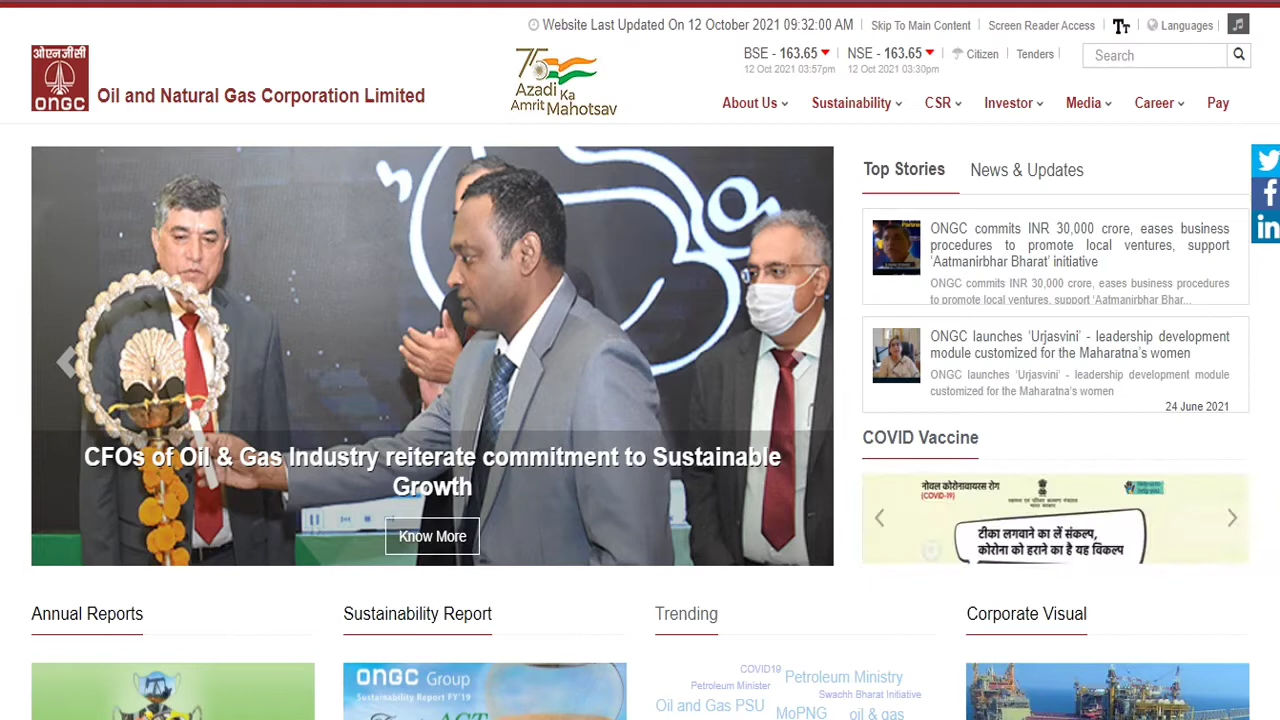 Website Last Updated On 12 October 2021 09:32:00 AM Skip To Main Content Screen Reader Access TT Languages
BSE - 163.65 NSE - 163.65 Citizen Tenders Search
12 Oct 2021 03:57pm 12 Oct 2021 03:30pm
ओएनजीसी
ONGC
Oil and Natural Gas Corporation Limited
75
Azadi Ka
Amrit Mahotsav
About Us Sustainability CSR Investor Media Career Pay
CFOs of Oil & Gas Industry reiterate commitment to Sustainable
Growth
Know More
Top Stories News & Updates
ONGC commits INR 30,000 crore, eases business
procedures to promote local ventures, support
'Aatmanirbhar Bharat' initiative
ONGC commits INR 30,000 crore, eases business procedures
to promote local ventures, support 'Aatmanirbhar Bhar...
ONGC launches 'Urjasvini' - leadership development
module customized for the Maharatna's women
ONGC launches 'Urjasvini' - leadership development module
customized for the Maharatna's women
24 June 2021
COVID Vaccine
नोवल कोरोनावायरस रोग
(COVID-19)
टीका लगवाने का लें संकल्प,
कोरोना को हराने का है यह विकल्प
Annual Reports Sustainability Report Trending Corporate Visual
ONGC Group
Sustainability Report FY'19
COVID19 Petroleum Ministry
Petroleum Minister Swachh Bharat Initiative
Oil and Gas PSU MoPNG oil & gas